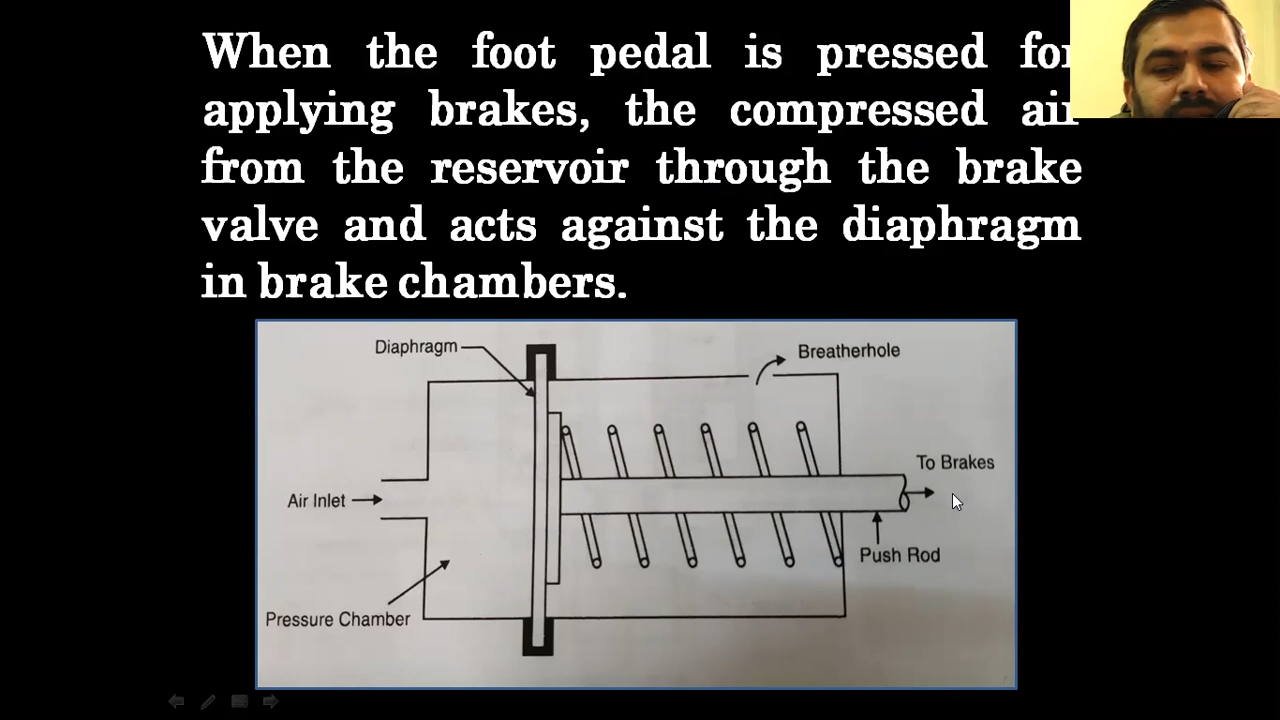 When the foot pedal is pressed for
applying brakes, the compressed air
from the reservoir through the brake
valve and acts against the diaphragm
in brake chambers.
Diaphragm
Breatherhole
To Brakes
Air Inlet
Push Rod
Pressure Chamber